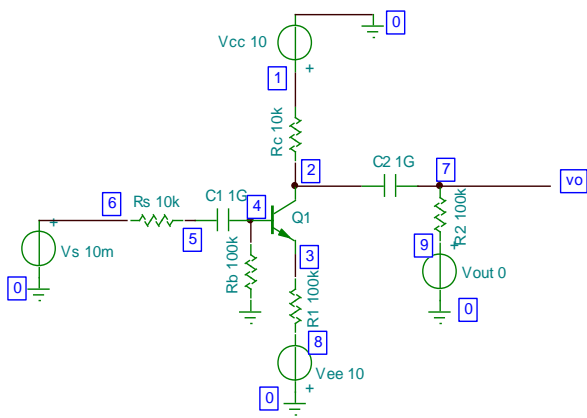 0
Vcc 10
+
1
Rc 10k
2
C2 1G
7
vo
6
Rs 10k
C1 1G
4
Q1
R2 100k
+
5
3
9
+
Vs 10m
Rb 100k
Vout 0
0
R1 100k
0
8
Vee 10
0
+